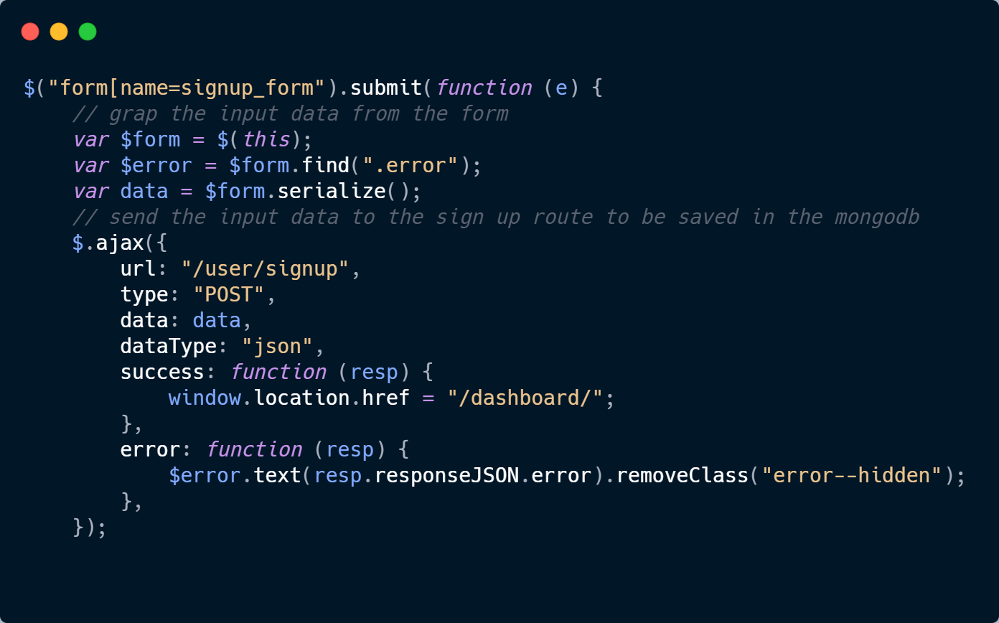 $("form[name=signup_form").submit(function (e) {
    // grap the input data from the form
    var $form = $(this);
    var $error = $form.find(".error");
    var data = $form.serialize();
    // send the input data to the sign up route to be saved in the mongodb
    $.ajax({
        url: "/user/signup",
        type: "POST",
        data: data,
        dataType: "json",
        success: function (resp) {
            window.location.href = "/dashboard/";
        },
        error: function (resp) {
            $error.text(resp.responseJSON.error).removeClass("error--hidden");
        },
    });